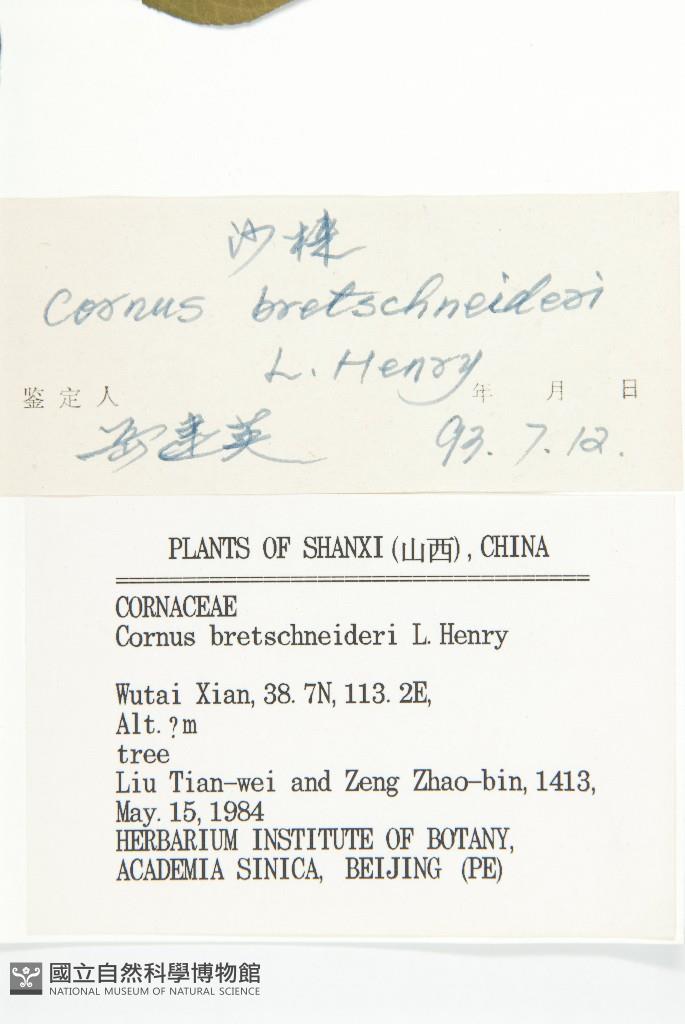 沙梾
Cornus bretschneideri
L. Henry
鉴定人 年 月 日
岳建英 93. 7. 12.
PLANTS OF SHANXI (山西), CHINA
CORNACEAE
Cornus bretschneideri L. Henry
Wutai Xian, 38. 7N, 113. 2E,
Alt. ?m
tree
Liu Tian-wei and Zeng Zhao-bin, 1413,
May. 15, 1984
HERBARIUM INSTITUTE OF BOTANY,
ACADEMIA SINICA, BEIJING (PE)
國立自然科學博物館
NATIONAL MUSEUM OF NATURAL SCIENCE